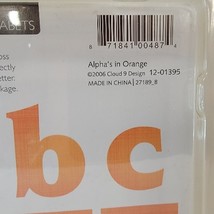 ABETS
oss
ectly
etter.
kage.
71841 00487 4
Alpha's in Orange
©2006 Cloud 9 Design 12-01395
MADE IN CHINA | 27189_8
b c